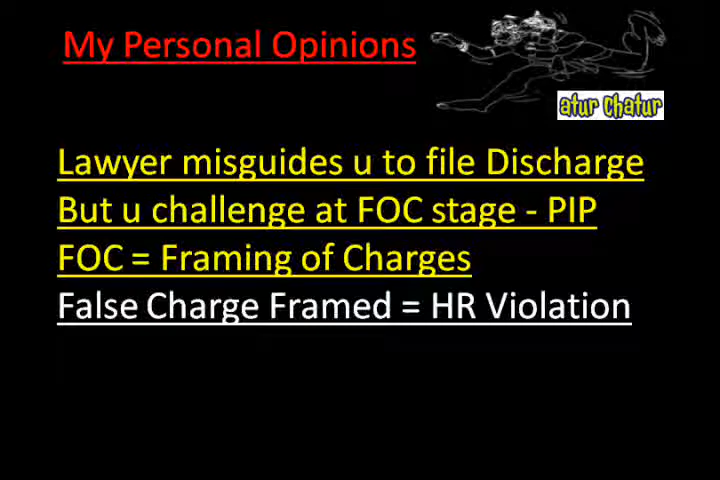 My Personal Opinions
atur chatur
Lawyer misguides u to file Discharge
But u challenge at FOC stage - PIP
FOC = Framing of Charges
False Charge Framed = HR Violation